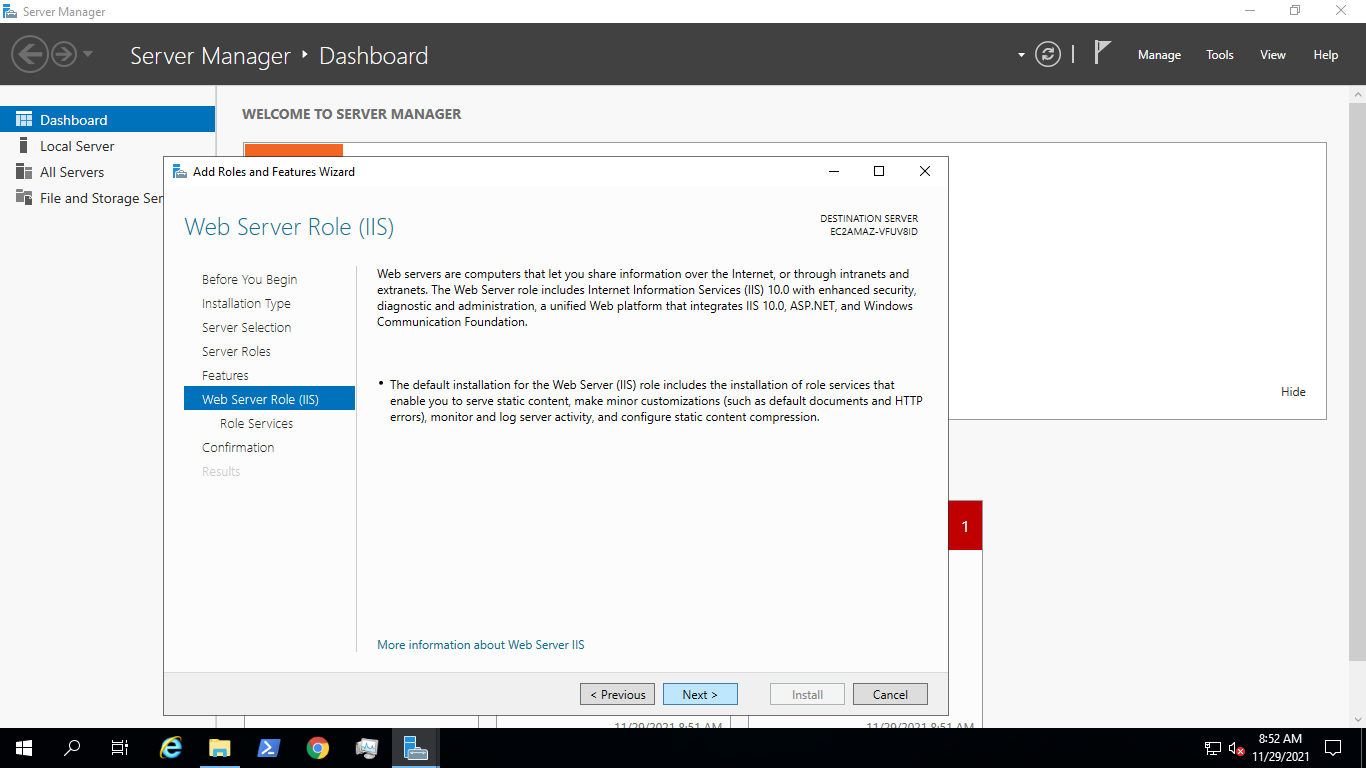 Server Manager
Server Manager
Dashboard
Manage
Tools
View
Help
Dashboard
Local Server
All Servers
File and Storage Ser
WELCOME TO SERVER MANAGER
Hide
1
Add Roles and Features Wizard
Web Server Role (IIS)
DESTINATION SERVER
EC2AMAZ-VFUV8ID
Before You Begin
Installation Type
Server Selection
Server Roles
Features
Web Server Role (IIS)
Role Services
Confirmation
Results
Web servers are computers that let you share information over the Internet, or through intranets and
extranets. The Web Server role includes Internet Information Services (IIS) 10.0 with enhanced security,
diagnostic and administration, a unified Web platform that integrates IIS 10.0, ASP.NET, and Windows
Communication Foundation.
• The default installation for the Web Server (IIS) role includes the installation of role services that
enable you to serve static content, make minor customizations (such as default documents and HTTP
errors), monitor and log server activity, and configure static content compression.
More information about Web Server IIS
< Previous
Next >
Install
Cancel
11/29/2021 8:51 AM
11/29/2021 8:51 AM
8:52 AM
11/29/2021